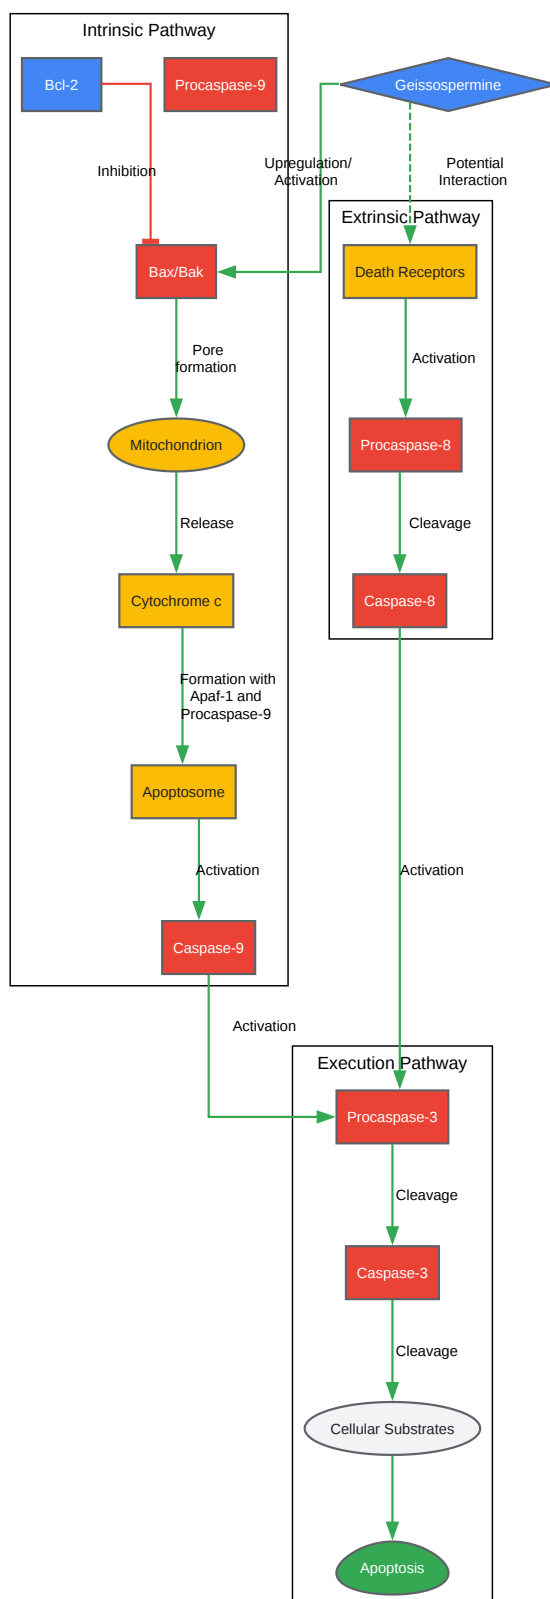 Intrinsic Pathway
Bcl-2
Procaspase-9
Geissospermine
Inhibition
Upregulation/
Activation
Potential
Interaction
Extrinsic Pathway
Bax/Bak
Death Receptors
Pore
formation
Activation
Mitochondrion
Procaspase-8
Release
Cleavage
Cytochrome c
Caspase-8
Formation with
Apaf-1 and
Procaspase-9
Apoptosome
Activation
Activation
Caspase-9
Activation
Execution Pathway
Procaspase-3
Cleavage
Caspase-3
Cleavage
Cellular Substrates
Apoptosis